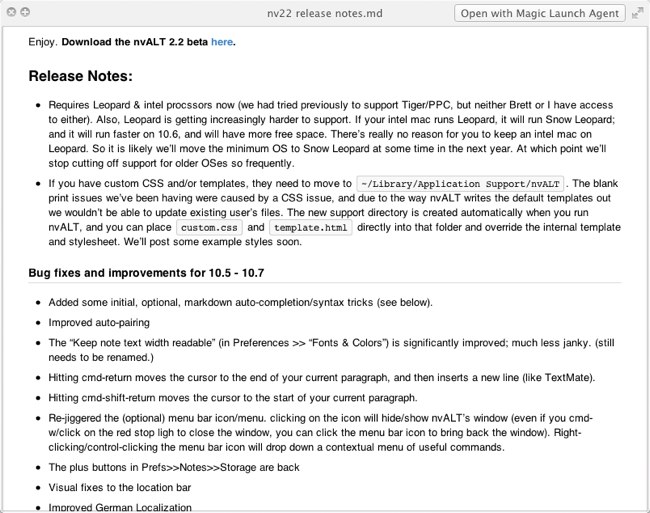 nv22 release notes.md
Open with Magic Launch Agent
Enjoy. Download the nvALT 2.2 beta here.
Release Notes:
• Requires Leopard & intel procssors now (we had tried previously to support Tiger/PPC, but neither Brett or I have access
to either). Also, Leopard is getting increasingly harder to support. If your intel mac runs Leopard, it will run Snow Leopard;
and it will run faster on 10.6, and will have more free space. There's really no reason for you to keep an intel mac on
Leopard. So it is likely we'll move the minimum OS to Snow Leopard at some time in the next year. At which point we'll
stop cutting off support for older OSes so frequently.
• If you have custom CSS and/or templates, they need to move to ~/Library/Application Support/nvALT . The blank
print issues we've been having were caused by a CSS issue, and due to the way nvALT writes the default templates out
we wouldn't be able to update existing user's files. The new support directory is created automatically when you run
nvALT, and you can place custom.css and template.html directly into that folder and override the internal template
and stylesheet. We'll post some example styles soon.
Bug fixes and improvements for 10.5 - 10.7
• Added some initial, optional, markdown auto-completion/syntax tricks (see below).
• Improved auto-pairing
• The “Keep note text width readable” (in Preferences >> “Fonts & Colors”) is significantly improved; much less janky. (still
needs to be renamed.)
• Hitting cmd-return moves the cursor to the end of your current paragraph, and then inserts a new line (like TextMate).
• Hitting cmd-shift-return moves the cursor to the start of your current paragraph.
• Re-jiggered the (optional) menu bar icon/menu. clicking on the icon will hide/show nvALT's window (even if you cmd-
w/click on the red stop ligh to close the window, you can click the menu bar icon to bring back the window). Right-
clicking/control-clicking the menu bar icon will drop down a contextual menu of useful commands.
• The plus buttons in Prefs>>Notes>>Storage are back
• Visual fixes to the location bar
• Improved German Localization